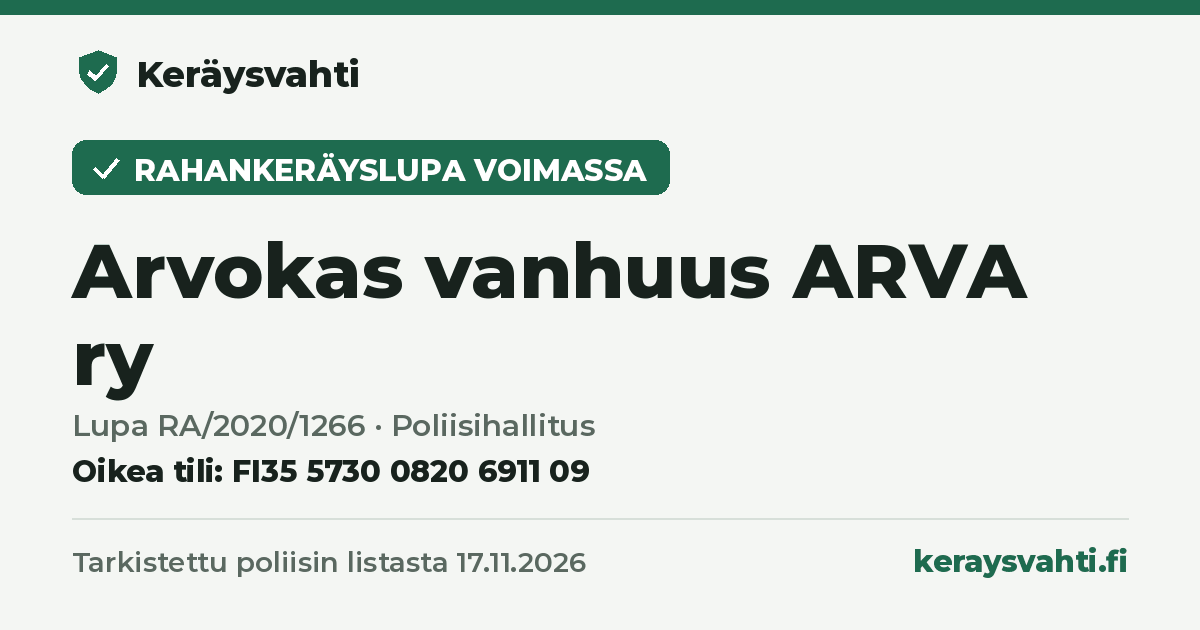 Keräysvahti
RAHANKERÄYSLUPA VOIMASSA
Arvokas vanhuus ARVA
ry
Lupa RA/2020/1266 · Poliisihallitus
Oikea tili: FI35 5730 0820 6911 09
Tarkistettu poliisin listasta 17.11.2026
keraysvahti.fi